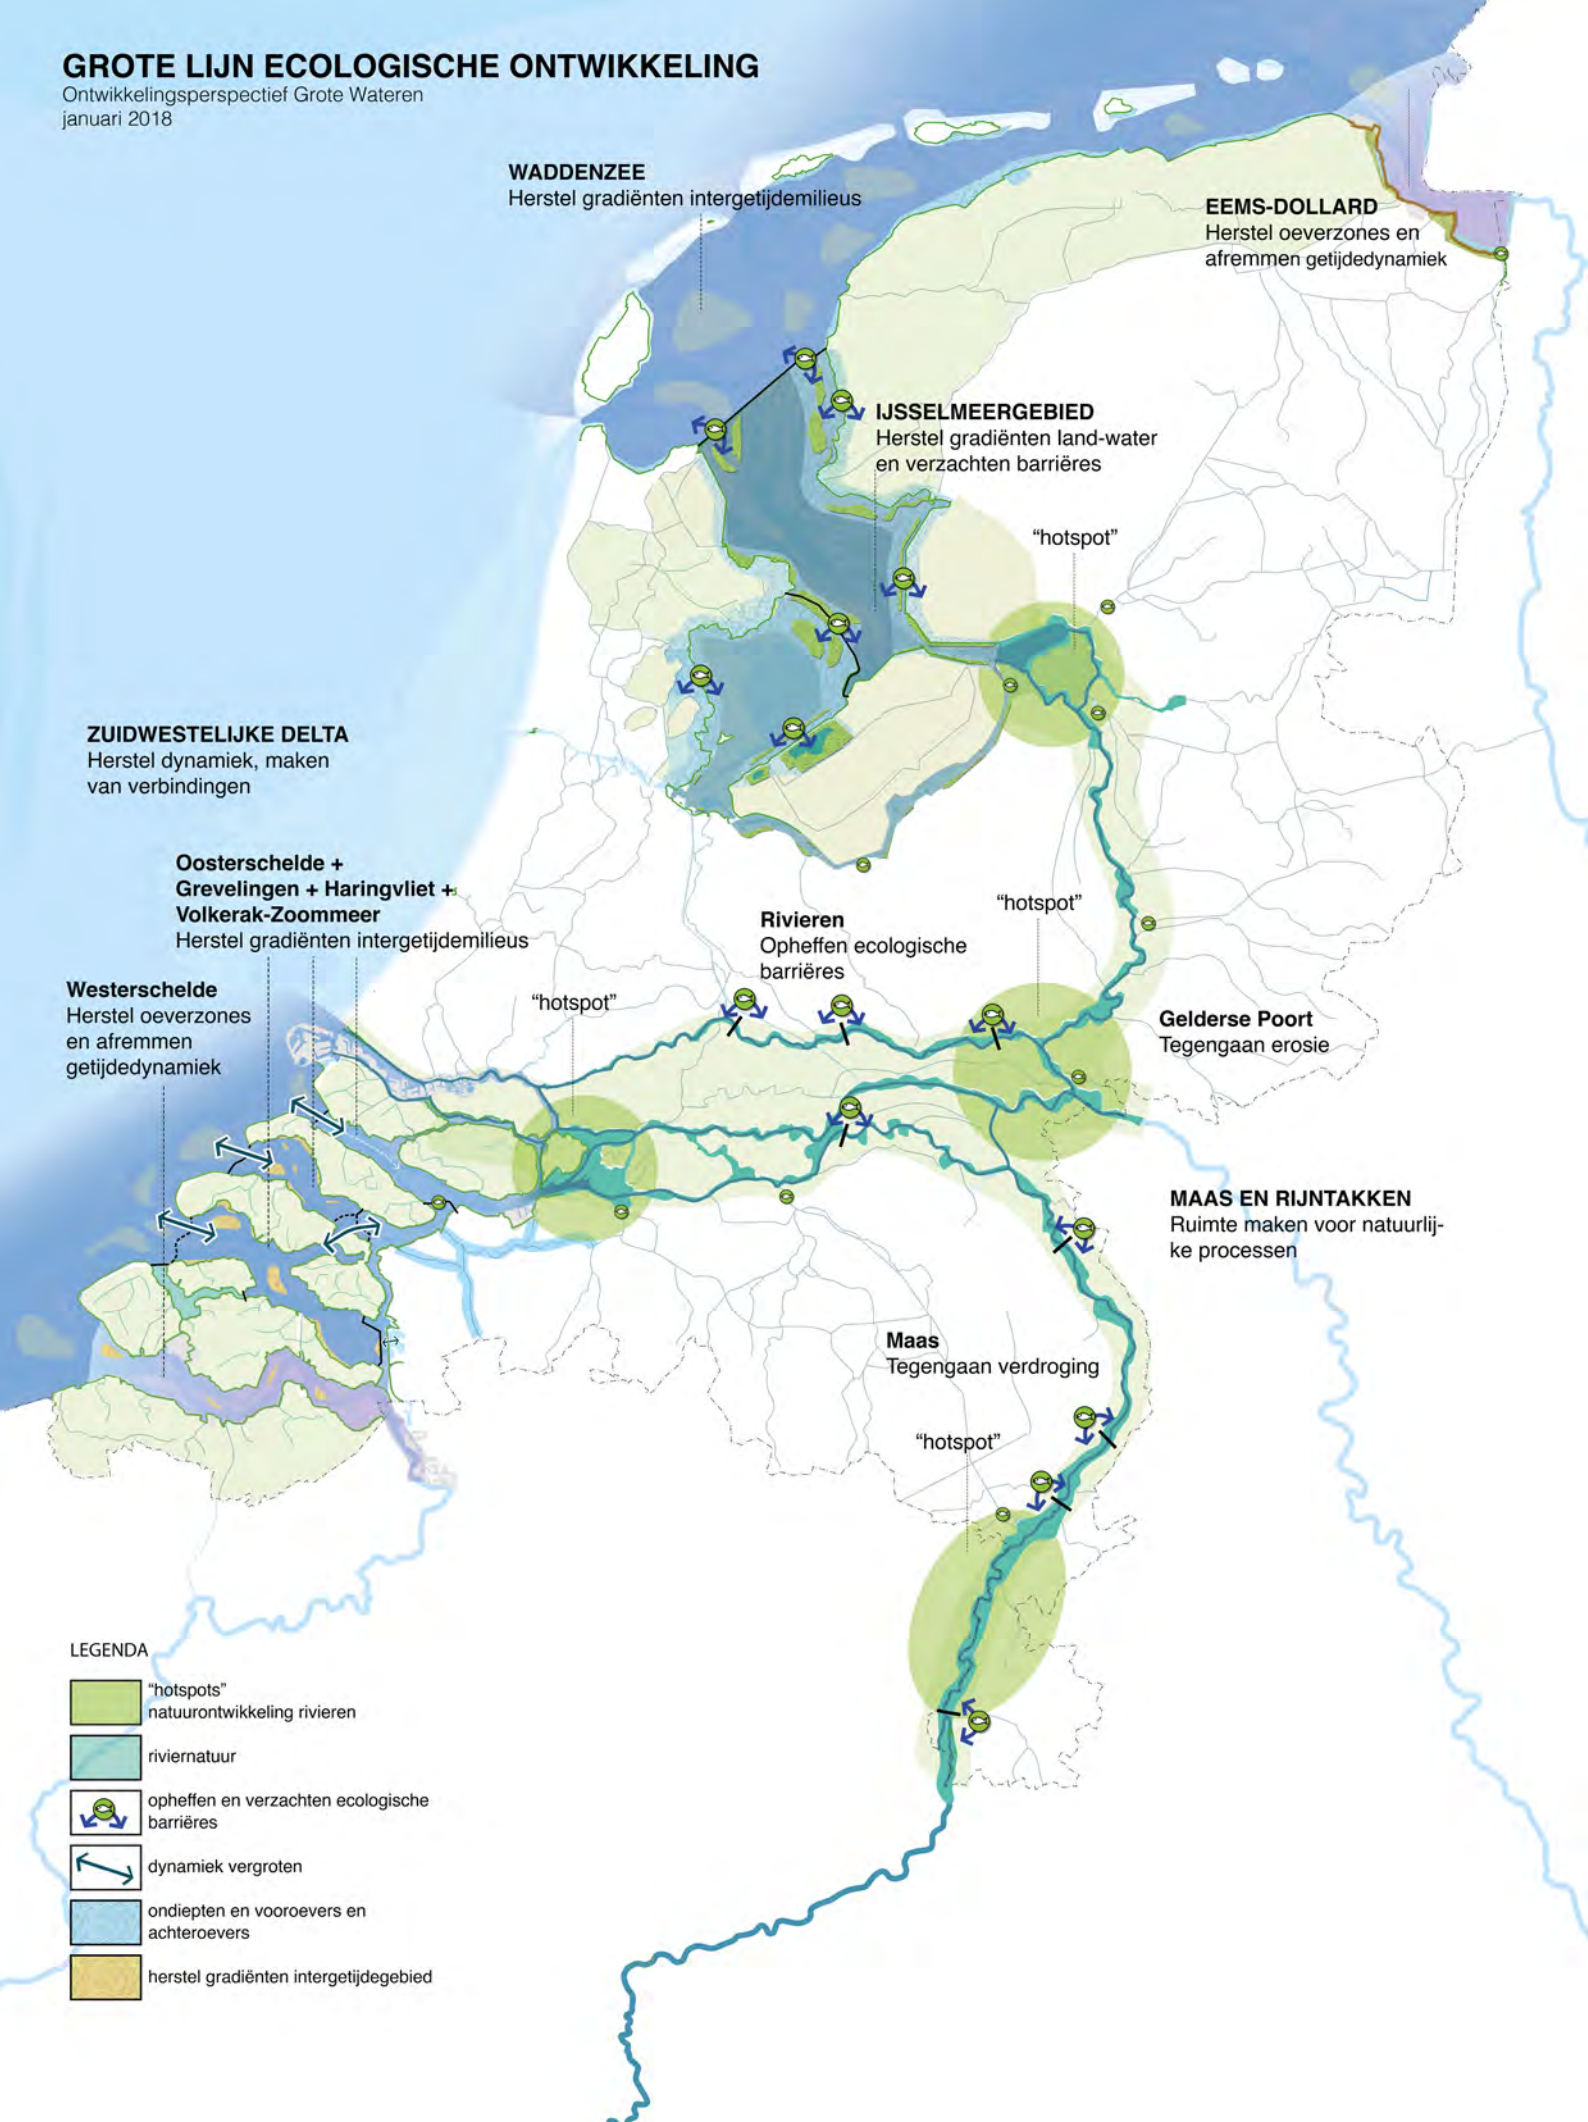 GROTE LIJN ECOLOGISCHE ONTWIKKELING
Ontwikkelingsperspectief Grote Wateren
januari 2018
WADDENZEE
Herstel gradiënten intergetijdemilieus
EEMS-DOLLARD
Herstel oeverzones en
afremmen getijdedynamiek
IJSSELMEERGEBIED
Herstel gradiënten land-water
en verzachten barrières
“hotspot”
ZUIDWESTELIJKE DELTA
Herstel dynamiek, maken
van verbindingen
Oosterschelde +
Grevelingen + Haringvliet +
Volkerak-Zoommeer
Herstel gradiënten intergetijdemilieus
Westerschelde
Herstel oeverzones
en afremmen
getijdedynamiek
“hotspot”
Rivieren
Opheffen ecologische
barrières
“hotspot”
Gelderse Poort
Tegengaan erosie
MAAS EN RIJNTAKKEN
Ruimte maken voor natuurlij-
ke processen
Maas
Tegengaan verdroging
“hotspot”
LEGENDA
“hotspots”
natuurontwikkeling rivieren
riviernatuur
opheffen en verzachten ecologische
barrières
dynamiek vergroten
ondiepten en vooroevers en
achteroevers
herstel gradiënten intergetijdegebied